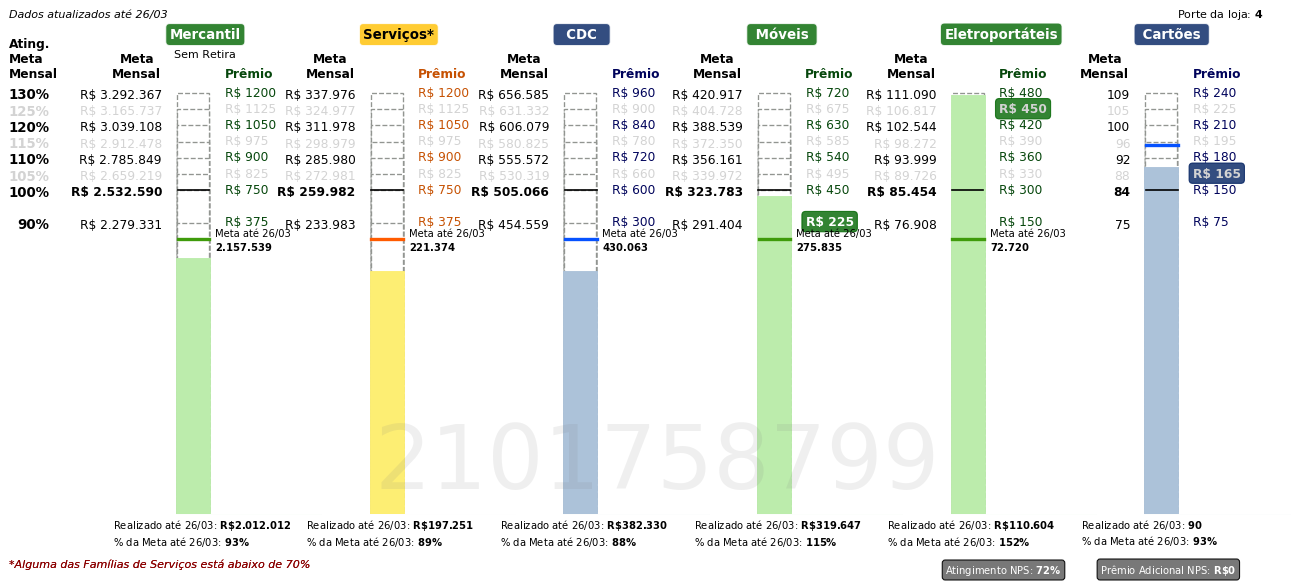 Dados atualizados até 26/03
Porte da loja: 4
Mercantil Serviços* CDC Móveis Eletroportáteis Cartões
Sem Retira
Ating. Meta Mensal
Meta Mensal Prêmio Meta Mensal Prêmio Meta Mensal Prêmio Meta Mensal Prêmio Meta Mensal Prêmio Meta Mensal Prêmio
130% R$ 3.292.367 R$ 1200 R$ 337.976 R$ 1200 R$ 656.585 R$ 960 R$ 420.917 R$ 720 R$ 111.090 R$ 480 109 R$ 240
125% R$ 3.165.737 R$ 1125 R$ 324.977 R$ 1125 R$ 631.332 R$ 900 R$ 404.728 R$ 675 R$ 106.817 R$ 450 105 R$ 225
120% R$ 3.039.108 R$ 1050 R$ 311.978 R$ 1050 R$ 606.079 R$ 840 R$ 388.539 R$ 630 R$ 102.544 R$ 420 100 R$ 210
115% R$ 2.912.478 R$ 975 R$ 298.979 R$ 975 R$ 580.825 R$ 780 R$ 372.350 R$ 585 R$ 98.272 R$ 390 96 R$ 195
110% R$ 2.785.849 R$ 900 R$ 285.980 R$ 900 R$ 555.572 R$ 720 R$ 356.161 R$ 540 R$ 93.999 R$ 360 92 R$ 180
105% R$ 2.659.219 R$ 825 R$ 272.981 R$ 825 R$ 530.319 R$ 660 R$ 339.972 R$ 495 R$ 89.726 R$ 330 88 R$ 165
100% R$ 2.532.590 R$ 750 R$ 259.982 R$ 750 R$ 505.066 R$ 600 R$ 323.783 R$ 450 R$ 85.454 R$ 300 84 R$ 150
90% R$ 2.279.331 R$ 375 R$ 233.983 R$ 375 R$ 454.559 R$ 300 R$ 291.404 R$ 225 R$ 76.908 R$ 150 75 R$ 75
Meta até 26/03 Meta até 26/03 Meta até 26/03 Meta até 26/03 Meta até 26/03
2.157.539 221.374 430.063 275.835 72.720
2101758799
Realizado até 26/03: R$2.012.012 Realizado até 26/03: R$197.251 Realizado até 26/03: R$382.330 Realizado até 26/03: R$319.647 Realizado até 26/03: R$110.604 Realizado até 26/03: 90
% da Meta até 26/03: 93% % da Meta até 26/03: 89% % da Meta até 26/03: 88% % da Meta até 26/03: 115% % da Meta até 26/03: 152% % da Meta até 26/03: 93%
*Alguma das Famílias de Serviços está abaixo de 70%
Atingimento NPS: 72% Prêmio Adicional NPS: R$0